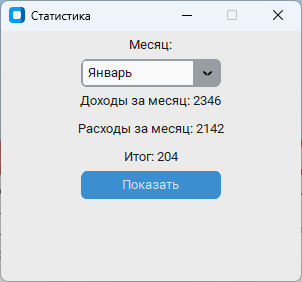 Статистика
Месяц:
Январь
Доходы за месяц: 2346
Расходы за месяц: 2142
Итог: 204
Показать